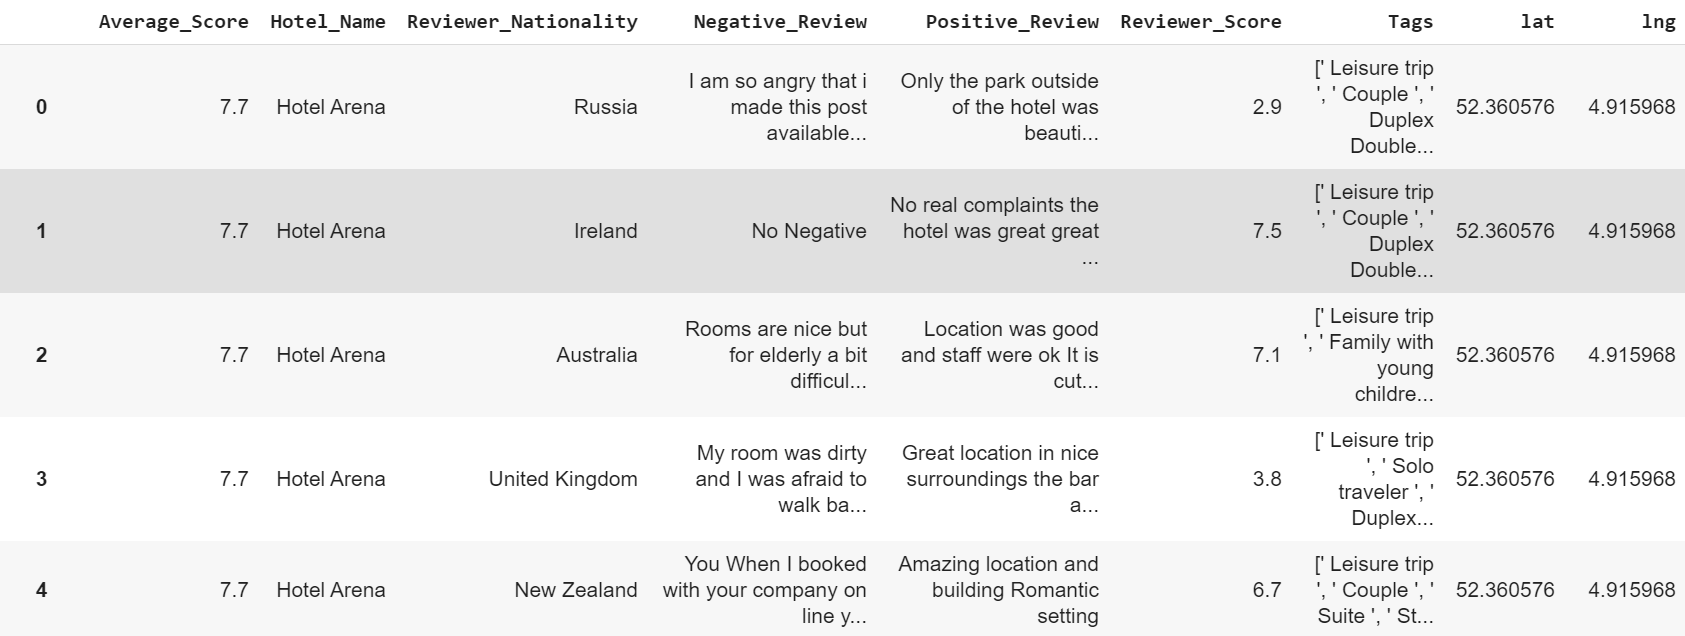 Average_Score Hotel_Name Reviewer_Nationality Negative_Review Positive_Review Reviewer_Score Tags lat lng
0 7.7 Hotel Arena Russia I am so angry that i made this post available... Only the park outside of the hotel was beauti... 2.9 [' Leisure trip ', ' Couple ', ' Duplex Double... 52.360576 4.915968
1 7.7 Hotel Arena Ireland No Negative No real complaints the hotel was great great ... 7.5 [' Leisure trip ', ' Couple ', ' Duplex Double... 52.360576 4.915968
2 7.7 Hotel Arena Australia Rooms are nice but for elderly a bit difficul... Location was good and staff were ok It is cut... 7.1 [' Leisure trip ', ' Family with young childre... 52.360576 4.915968
3 7.7 Hotel Arena United Kingdom My room was dirty and I was afraid to walk ba... Great location in nice surroundings the bar a... 3.8 [' Leisure trip ', ' Solo traveler ', ' Duplex... 52.360576 4.915968
4 7.7 Hotel Arena New Zealand You When I booked with your company on line y... Amazing location and building Romantic setting 6.7 [' Leisure trip ', ' Couple ', ' Suite ', ' St... 52.360576 4.915968